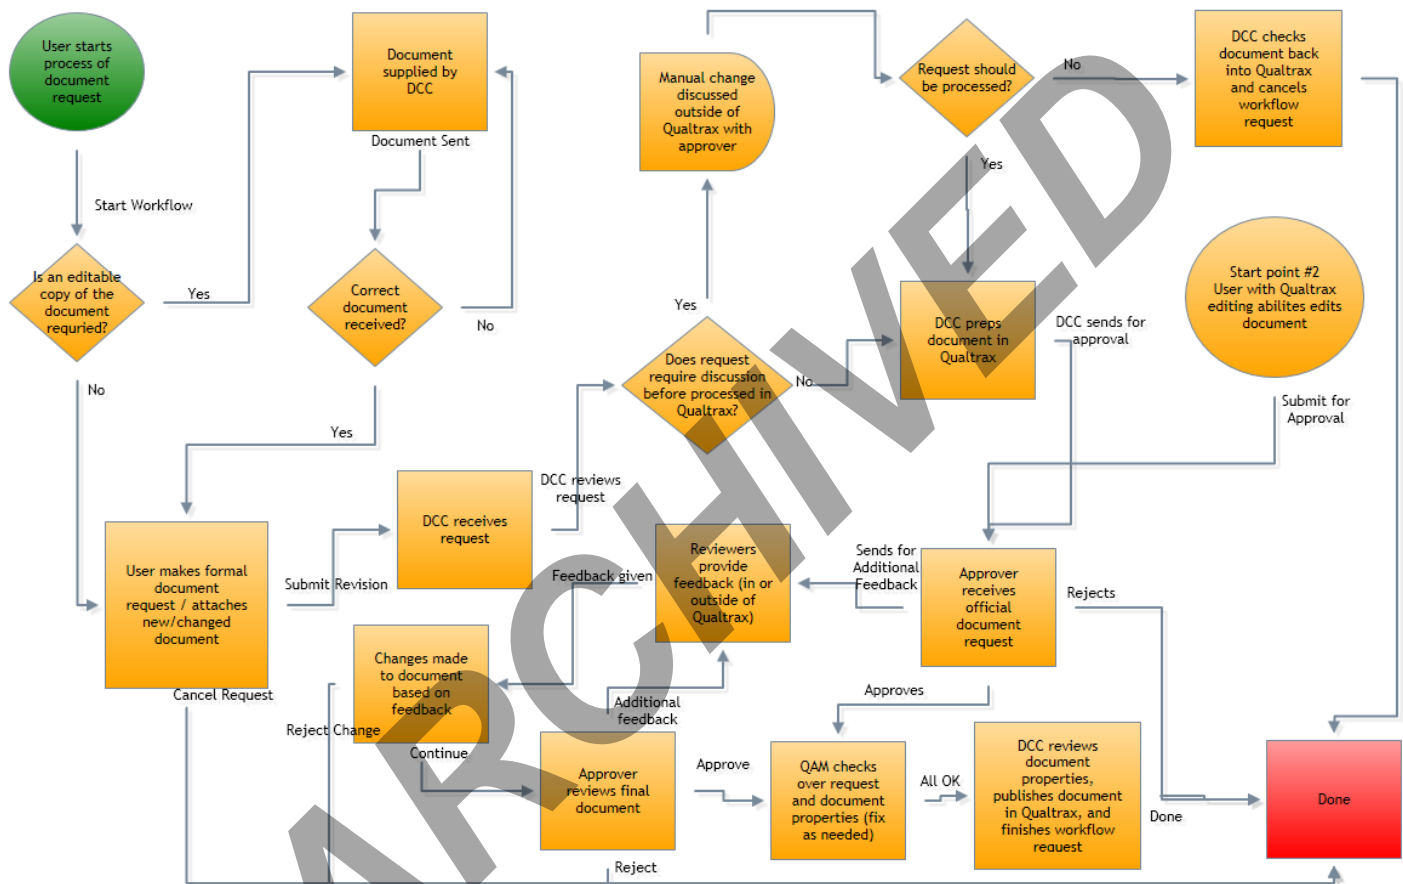 User starts
process of
document
request
Start Workflow
Is an editable
copy of the
document
requried?
Yes
No
Document
supplied by
DCC
Document Sent
Correct
document
received?
No
Yes
User makes formal
document
request / attaches
new/changed
document
Submit Revision
Cancel Request
DCC receives
request
DCC reviews
request
Does request
require discussion
before processed in
Qualtrax?
Yes
No
Manual change
discussed
outside of
Qualtrax with
approver
Request should
be processed?
No
Yes
DCC checks
document back
into Qualtrax
and cancels
workflow
request
DCC preps
document in
Qualtrax
DCC sends for
approval
Start point #2
User with Qualtrax
editing abilites edits
document
Submit for
Approval
Approver
receives
official
document
request
Sends for
Additional
Feedback
Rejects
Approves
Reviewers
provide
feedback (in or
outside of
Qualtrax)
Feedback given
Changes made
to document
based on
feedback
Reject Change
Continue
Additional
feedback
Approver
reviews final
document
Approve
Reject
QAM checks
over request
and document
properties (fix
as needed)
All OK
DCC reviews
document
properties,
publishes document
in Qualtrax, and
finishes workflow
request
Done
Done
ARCHIVED